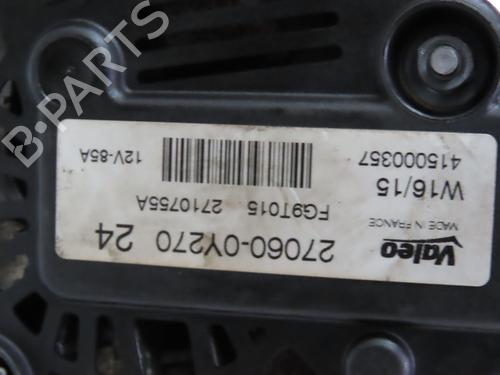 Valeo
MADE IN FRANCE
27060-0Y270 24
FG9T015 2710755A
W16/15
415000357
12V-85A
B-PARTS